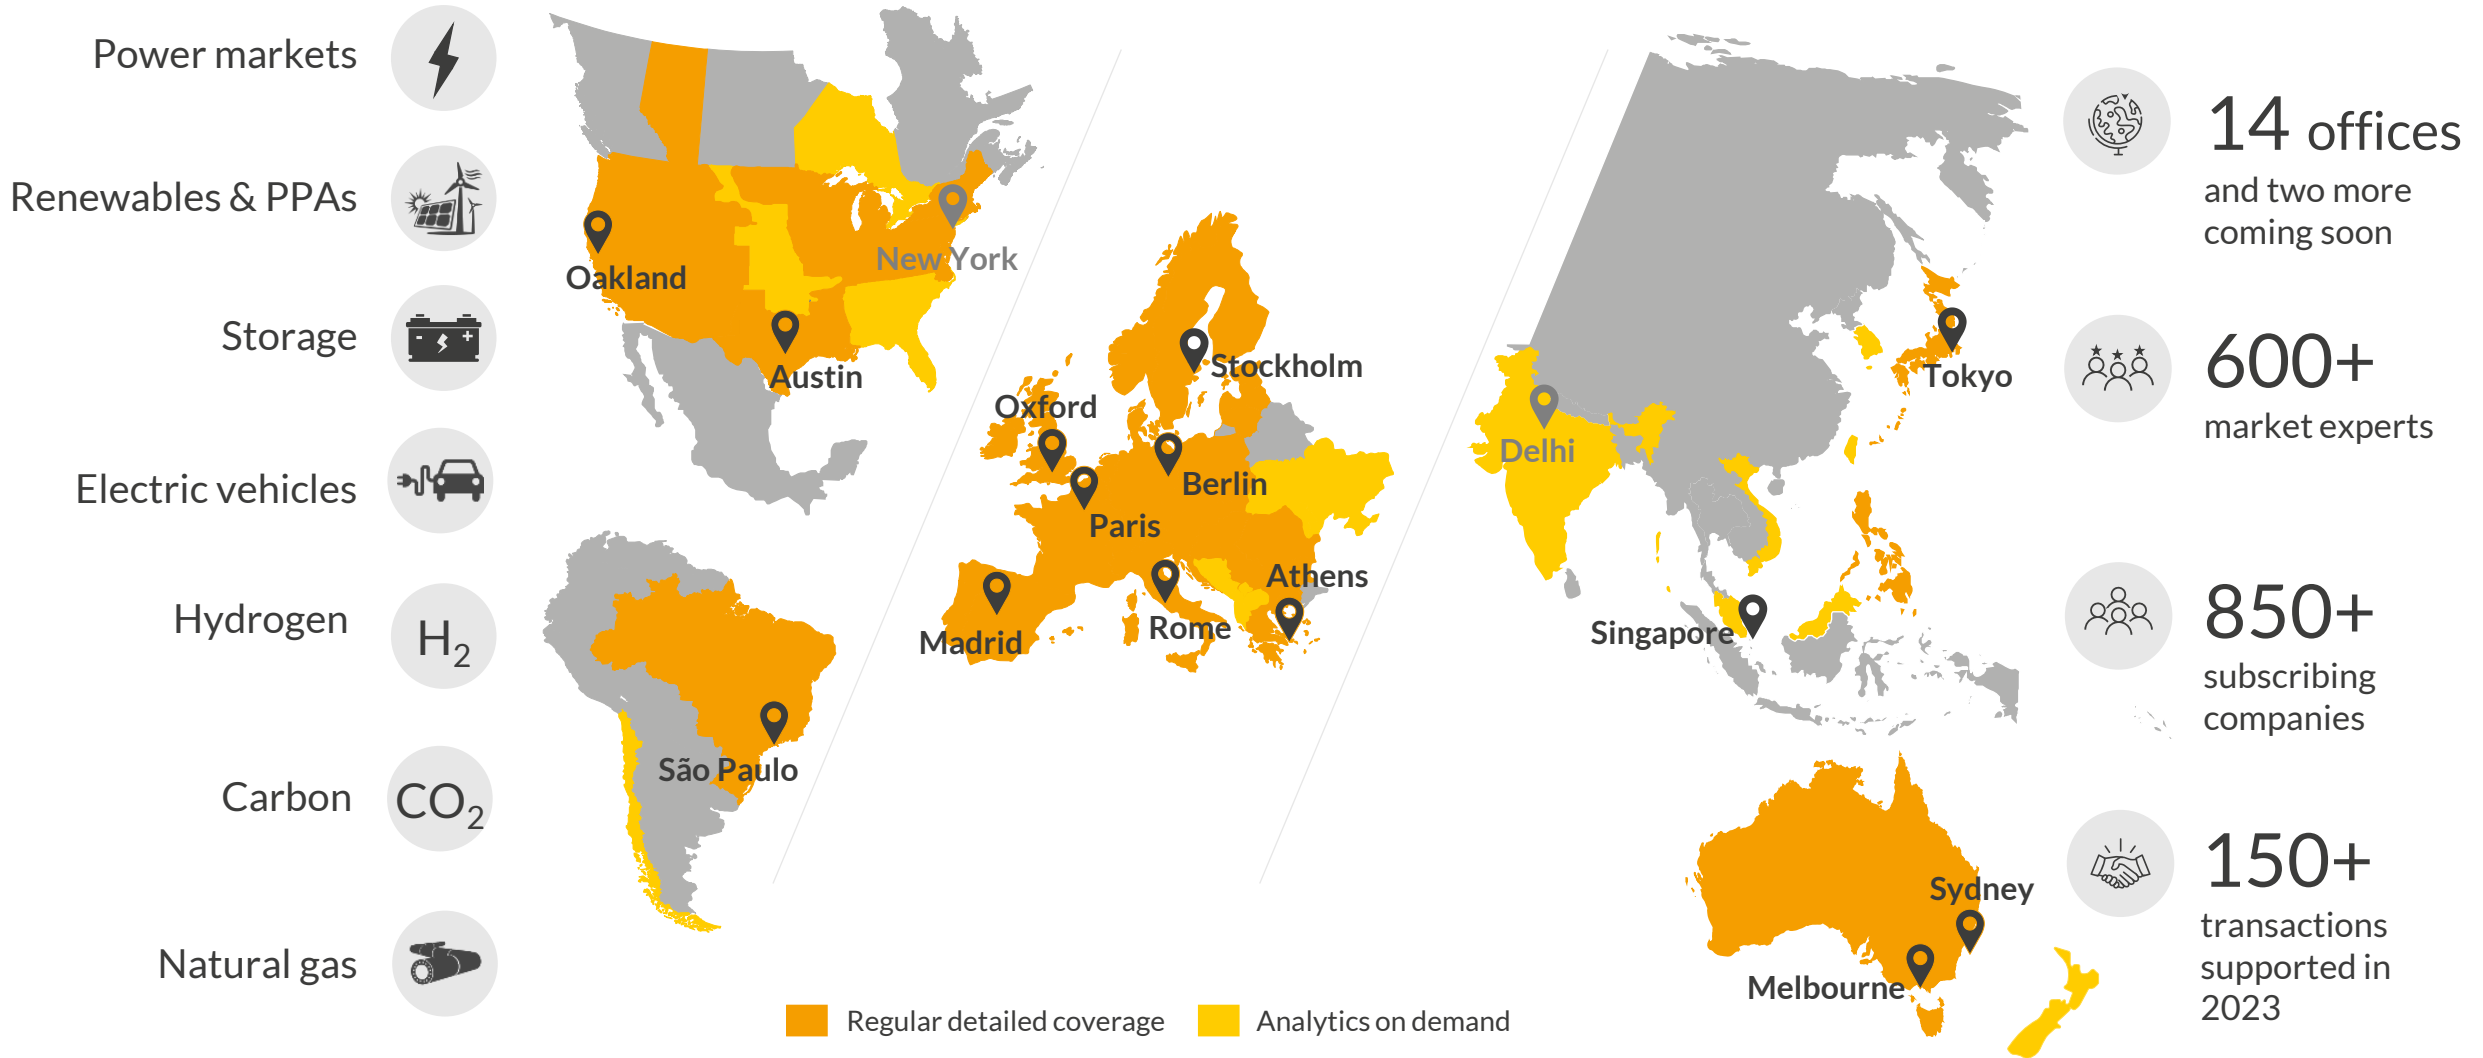 Power markets
Renewables & PPAs
Storage
Electric vehicles
Hydrogen
H2
Carbon
CO2
Natural gas
Oakland
New York
Austin
São Paulo
Stockholm
Oxford
Berlin
Paris
Athens
Rome
Madrid
Tokyo
Delhi
Singapore
Sydney
Melbourne
Regular detailed coverage
Analytics on demand
14 offices
and two more
coming soon
600+
market experts
850+
subscribing
companies
150+
transactions
supported in
2023